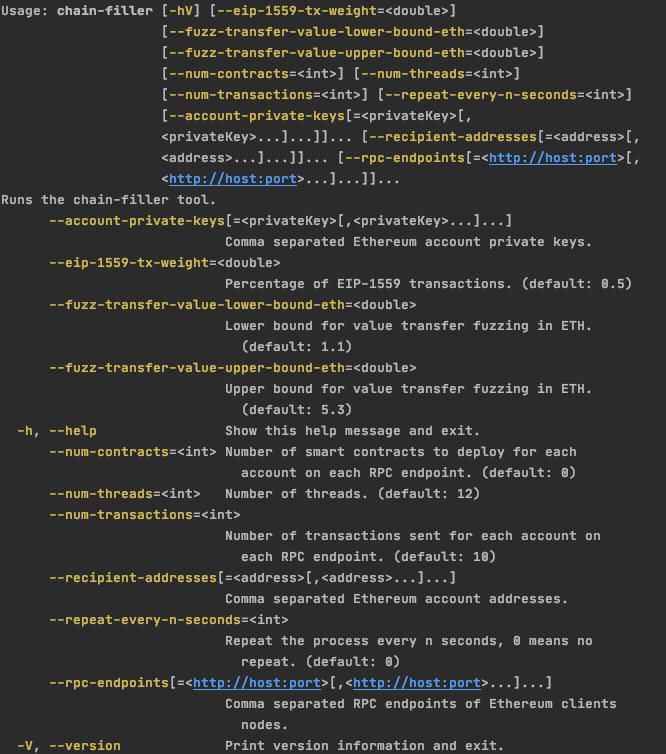 Usage: chain-filler [-hV] [--eip-1559-tx-weight=<double>]
[--fuzz-transfer-value-lower-bound-eth=<double>]
[--fuzz-transfer-value-upper-bound-eth=<double>]
[--num-contracts=<int>] [--num-threads=<int>]
[--num-transactions=<int>] [--repeat-every-n-seconds=<int>]
[--account-private-keys[=<privateKey>[,
<privateKey>...]...]]... [--recipient-addresses[=<address>[,
<address>...]...]]... [--rpc-endpoints[=<http://host:port>[,
<http://host:port>...]...]]...
Runs the chain-filler tool.
--account-private-keys[=<privateKey>[,<privateKey>...]...]
Comma separated Ethereum account private keys.
--eip-1559-tx-weight=<double>
Percentage of EIP-1559 transactions. (default: 0.5)
--fuzz-transfer-value-lower-bound-eth=<double>
Lower bound for value transfer fuzzing in ETH.
(default: 1.1)
--fuzz-transfer-value-upper-bound-eth=<double>
Upper bound for value transfer fuzzing in ETH.
(default: 5.3)
-h, --help Show this help message and exit.
--num-contracts=<int> Number of smart contracts to deploy for each
account on each RPC endpoint. (default: 0)
--num-threads=<int> Number of threads. (default: 12)
--num-transactions=<int>
Number of transactions sent for each account on
each RPC endpoint. (default: 10)
--recipient-addresses[=<address>[,<address>...]...]
Comma separated Ethereum account addresses.
--repeat-every-n-seconds=<int>
Repeat the process every n seconds, 0 means no
repeat. (default: 0)
--rpc-endpoints[=<http://host:port>[,<http://host:port>...]...]
Comma separated RPC endpoints of Ethereum clients
nodes.
-V, --version Print version information and exit.